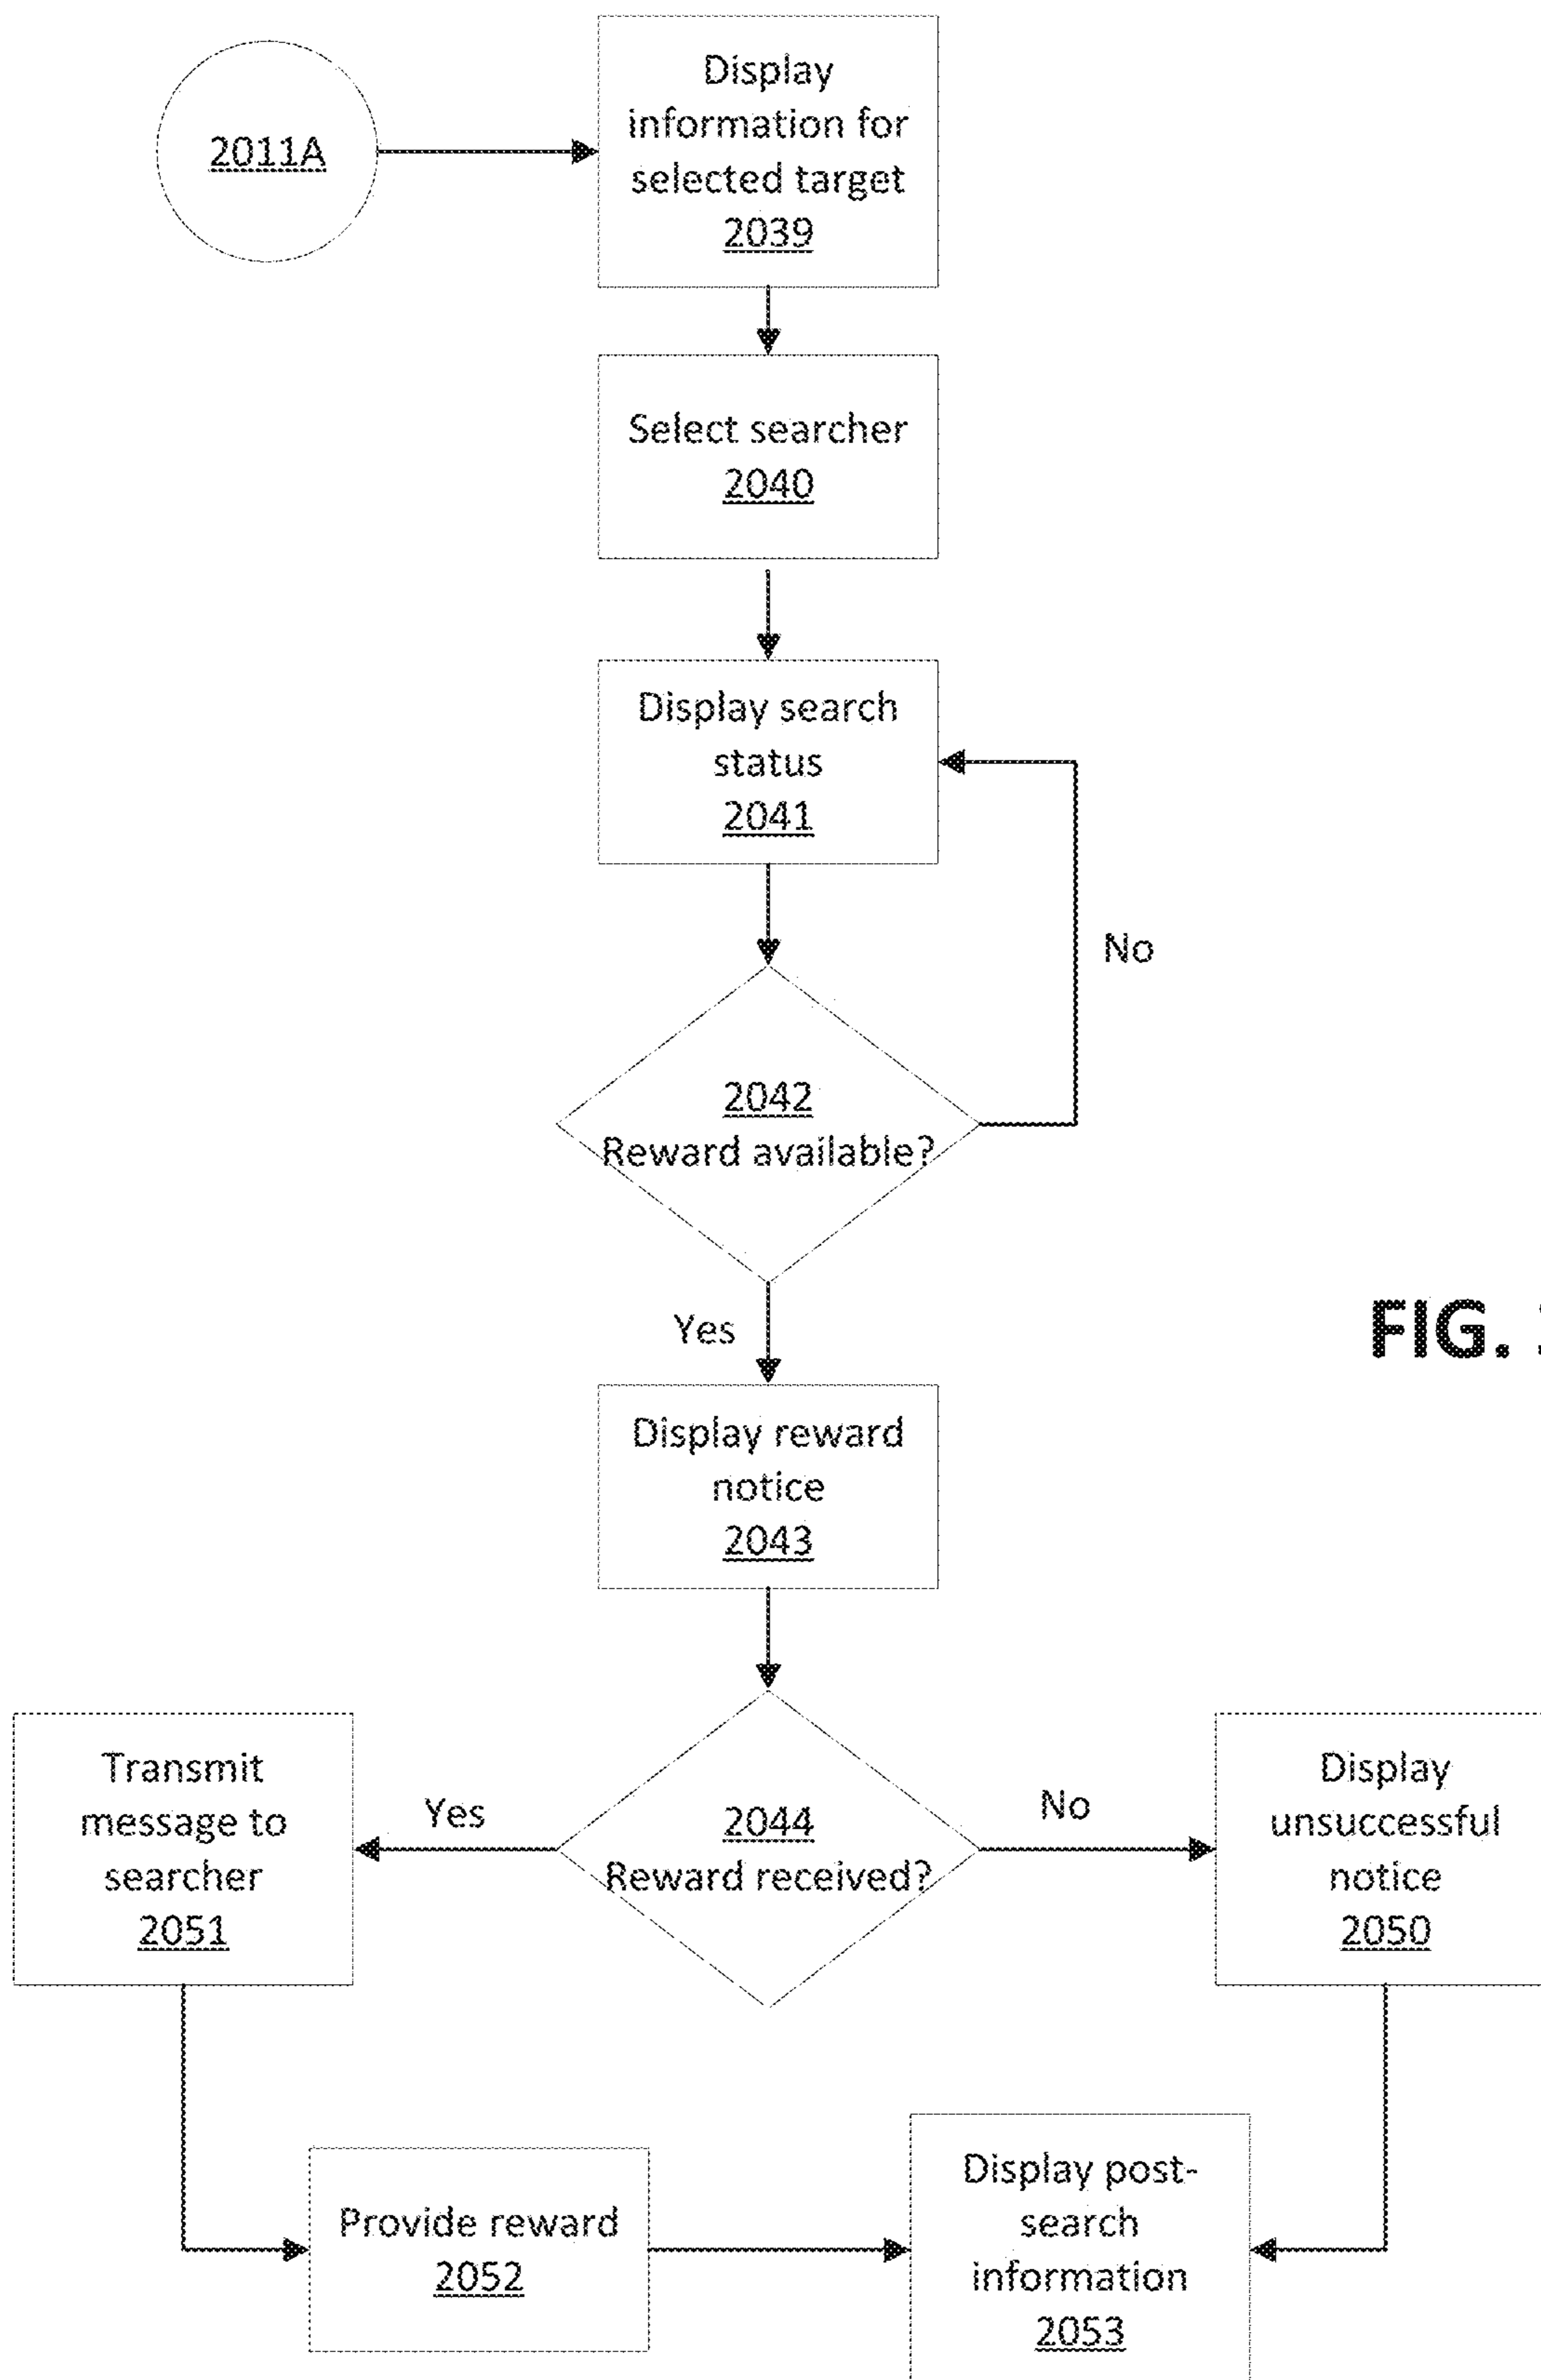 2011A
Display
information for
selected target
2039
Select searcher
2040
Display search
status
2041
No
2042
Reward available?
Yes
FIG.
Display reward
notice
2043
Transmit
message to
searcher
2051
Yes
2044
Reward received?
No
Display
unsuccessful
notice
2050
Provide reward
2052
Display post-
search
information
2053